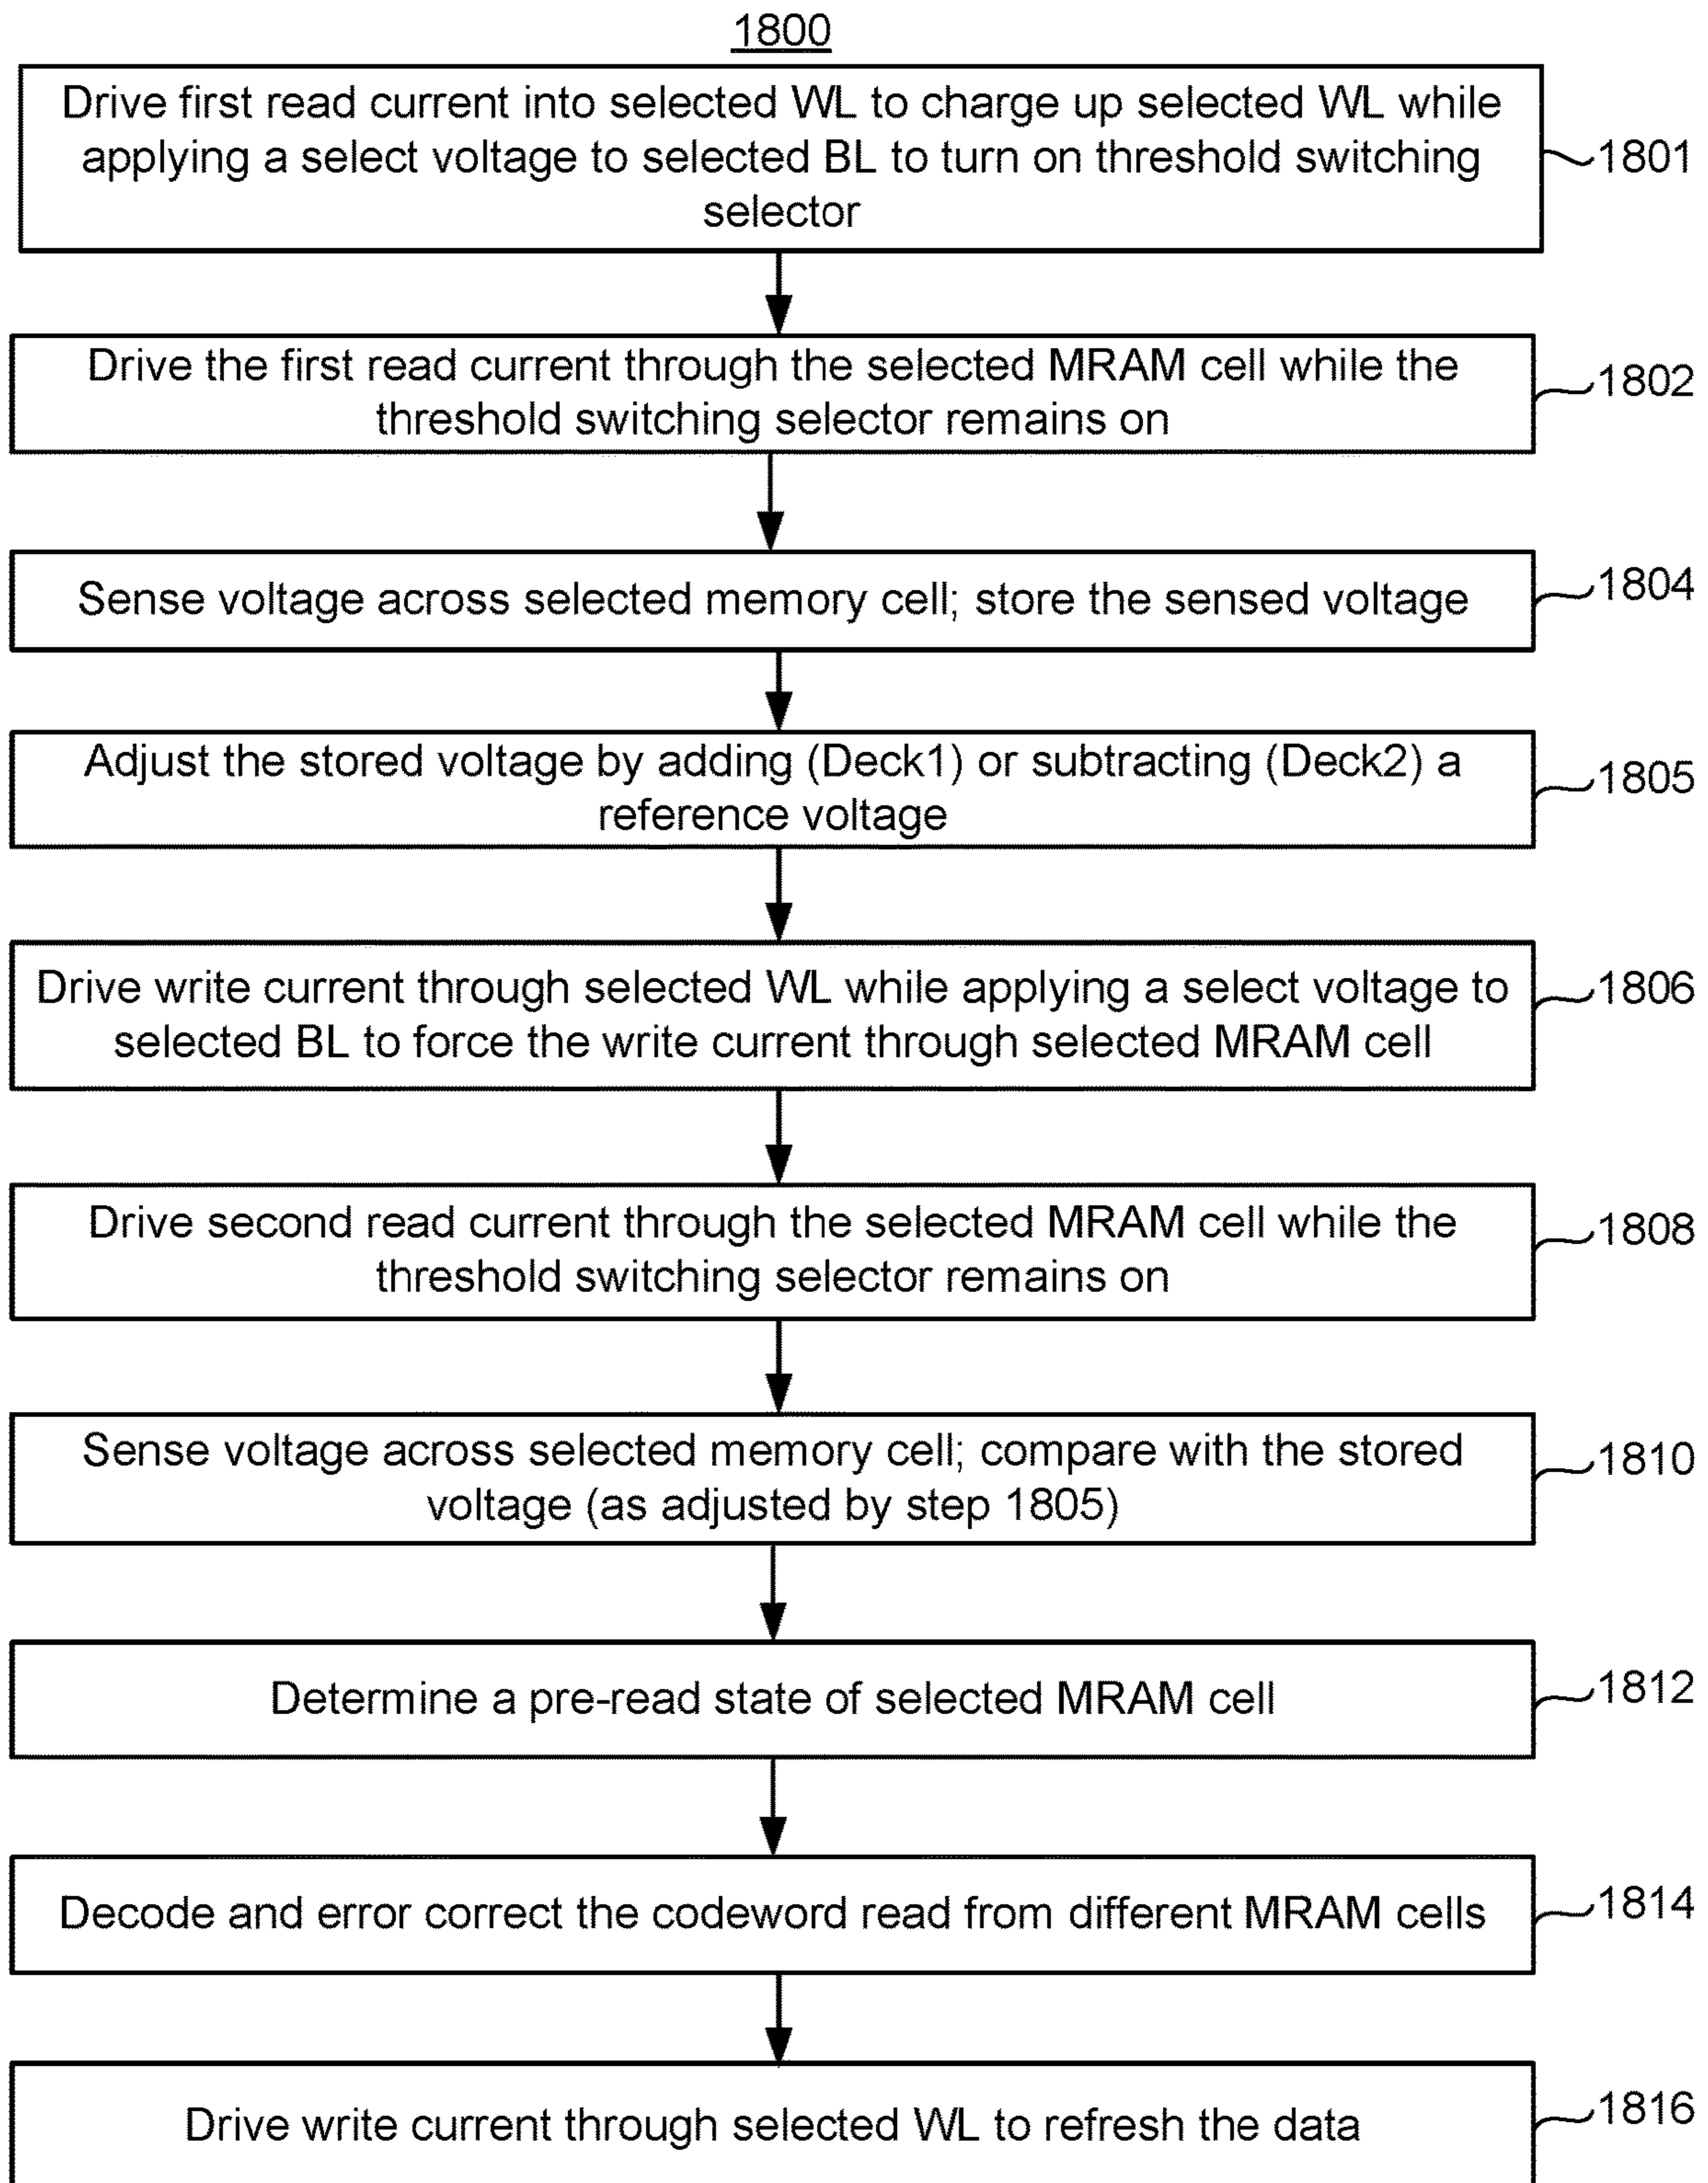 1800
Drive first read current into selected WL to charge up selected WL while
applying a select voltage to selected BL to turn on threshold switching
selector
1801
Drive the first read current through the selected MRAM cell while the
threshold switching selector remains on
1802
Sense voltage across selected memory cell; store the sensed voltage
1804
Adjust the stored voltage by adding (Deck1) or subtracting (Deck2) a
reference voltage
1805
Drive write current through selected WL while applying a select voltage to
selected BL to force the write current through selected MRAM cell
1806
Drive second read current through the selected MRAM cell while the
threshold switching selector remains on
1808
Sense voltage across selected memory cell; compare with the stored
voltage (as adjusted by step 1805)
1810
Determine a pre-read state of selected MRAM cell
1812
Decode and error correct the codeword read from different MRAM cells
1814
Drive write current through selected WL to refresh the data
1816